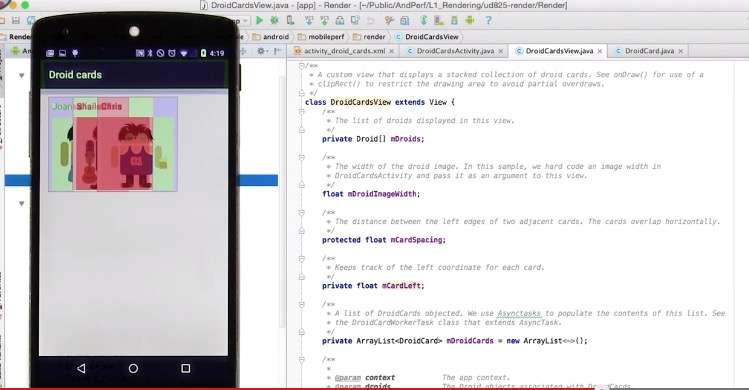 DroidCardsView.java - [app] - Render - [~/Public/AndPerf/L1_Rendering/ud825-render/Render]
android
mobileperf
render
DroidCardsView
activity_droid_cards.xml
DroidCardsActivity.java
DroidCardsView.java
DroidCard.java
4:19
Droid cards
/**
* A custom view that displays a stacked collection of droid cards. See onDraw() for use of a
* clipRect() to restrict the drawing area to avoid partial overdraws.
*/
class DroidCardsView extends View {
/**
* The list of droids displayed in this view.
*/
private Droid[] mDroids;
/**
* The width of the droid image. In this sample, we hard code an image width in
* DroidCardsActivity and pass it as an argument to this view.
*/
float mDroidImageWidth;
/**
* The distance between the left edges of two adjacent cards. The cards overlap horizontally.
*/
protected float mCardSpacing;
/**
* Keeps track of the left coordinate for each card.
*/
private float mCardLeft;
/**
* A list of DroidCards objected. We use Asynctasks to populate the contents of this list. See
* the DroidCardWorkerTask class that extends AsyncTask.
*/
private ArrayList<DroidCard> mDroidCards = new ArrayList<~>();
/**
*
* @param context The app context.
* @param droids The Droid objects associated with DroidCards.